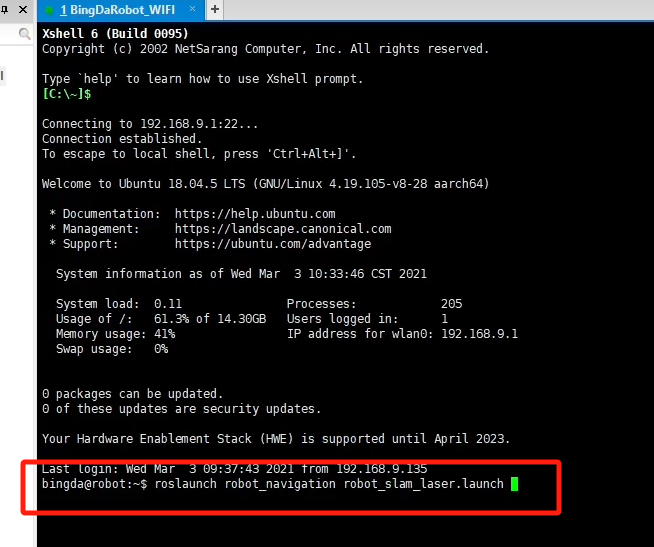 1 BingDaRobot_WIFI × +
Xshell 6 (Build 0095)
Copyright (c) 2002 NetSarang Computer, Inc. All rights reserved.
Type `help' to learn how to use Xshell prompt.
[C:\~]$
Connecting to 192.168.9.1:22...
Connection established.
To escape to local shell, press 'Ctrl+Alt+]'.
Welcome to Ubuntu 18.04.5 LTS (GNU/Linux 4.19.105-v8-28 aarch64)
* Documentation:  https://help.ubuntu.com
* Management:     https://landscape.canonical.com
* Support:        https://ubuntu.com/advantage
System information as of Wed Mar  3 10:33:46 CST 2021
System load:  0.11              Processes:           205
Usage of /:   61.3% of 14.30GB  Users logged in:     1
Memory usage: 41%               IP address for wlan0: 192.168.9.1
Swap usage:   0%
0 packages can be updated.
0 of these updates are security updates.
Your Hardware Enablement Stack (HWE) is supported until April 2023.
Last login: Wed Mar  3 09:37:43 2021 from 192.168.9.135
bingda@robot:~$ roslaunch robot_navigation robot_slam_laser.launch